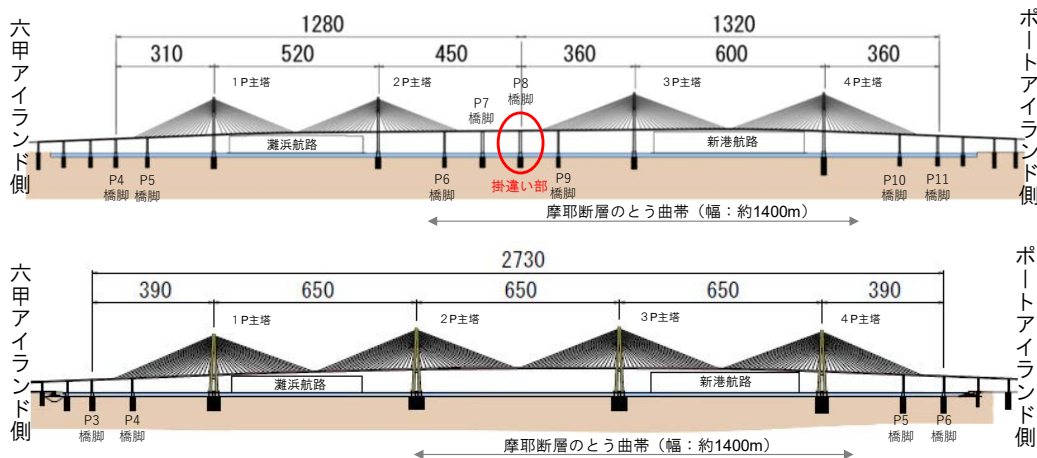 六甲アイランド側
ポートアイランド側
1280
1320
310
520
450
360
600
360
1P主塔
2P主塔
P8
橋脚
3P主塔
4P主塔
P7
橋脚
灘浜航路
新港航路
P4
橋脚
P5
橋脚
P6
橋脚
掛違い部
P9
橋脚
P10
橋脚
P11
橋脚
摩耶断層のとう曲帯（幅：約1400m）
六甲アイランド側
ポートアイランド側
2730
390
650
650
650
390
1P主塔
2P主塔
3P主塔
4P主塔
灘浜航路
新港航路
P3
橋脚
P4
橋脚
P5
橋脚
P6
橋脚
摩耶断層のとう曲帯（幅：約1400m）